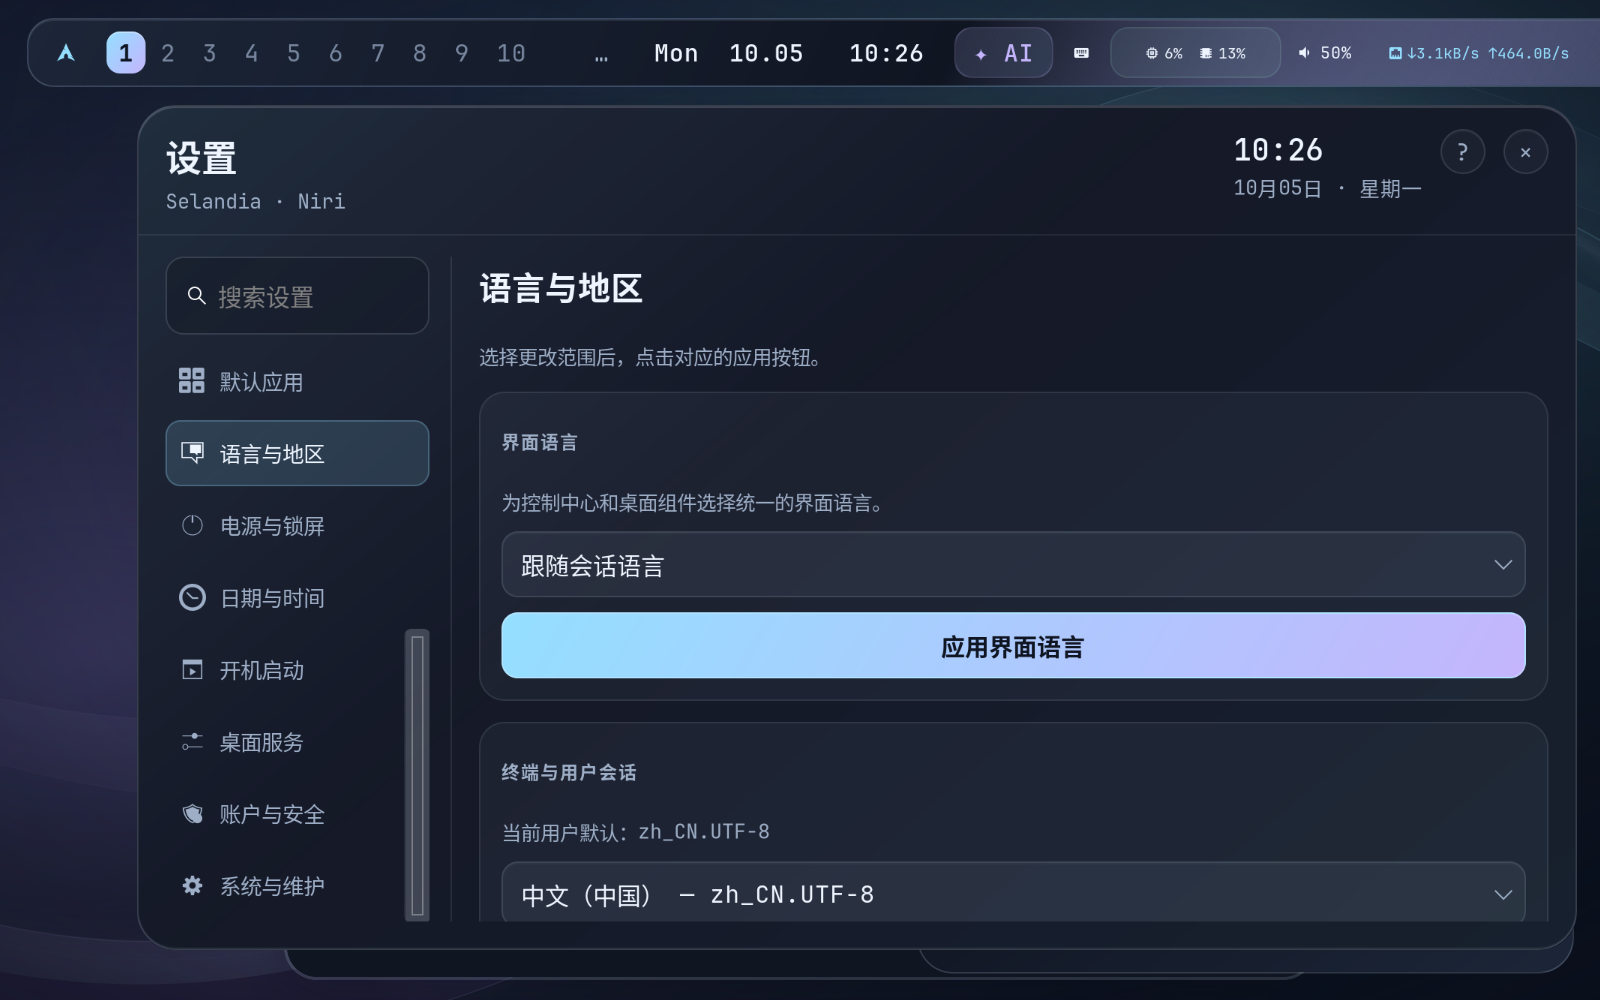 1 2 3 4 5 6 7 8 9 10 … Mon 10.05 10:26 ✦ AI 6% 13% 50% ↓3.1kB/s ↑464.0B/s
设置
Selandia · Niri
10:26
10月05日 · 星期一
?
×
搜索设置
默认应用
语言与地区
电源与锁屏
日期与时间
开机启动
桌面服务
账户与安全
系统与维护
语言与地区
选择更改范围后，点击对应的应用按钮。
界面语言
为控制中心和桌面组件选择统一的界面语言。
跟随会话语言
应用界面语言
终端与用户会话
当前用户默认：zh_CN.UTF-8
中文（中国） — zh_CN.UTF-8